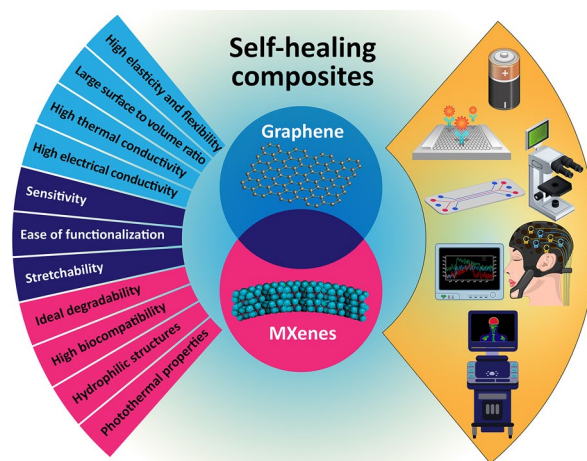 Self-healing
composites
High elasticity and flexibility
Large surface to volume ratio
High thermal conductivity
High electrical conductivity
Sensitivity
Ease of functionalization
Stretchability
Ideal degradability
High biocompatibility
Hydrophilic structures
Photothermal properties
Graphene
MXenes